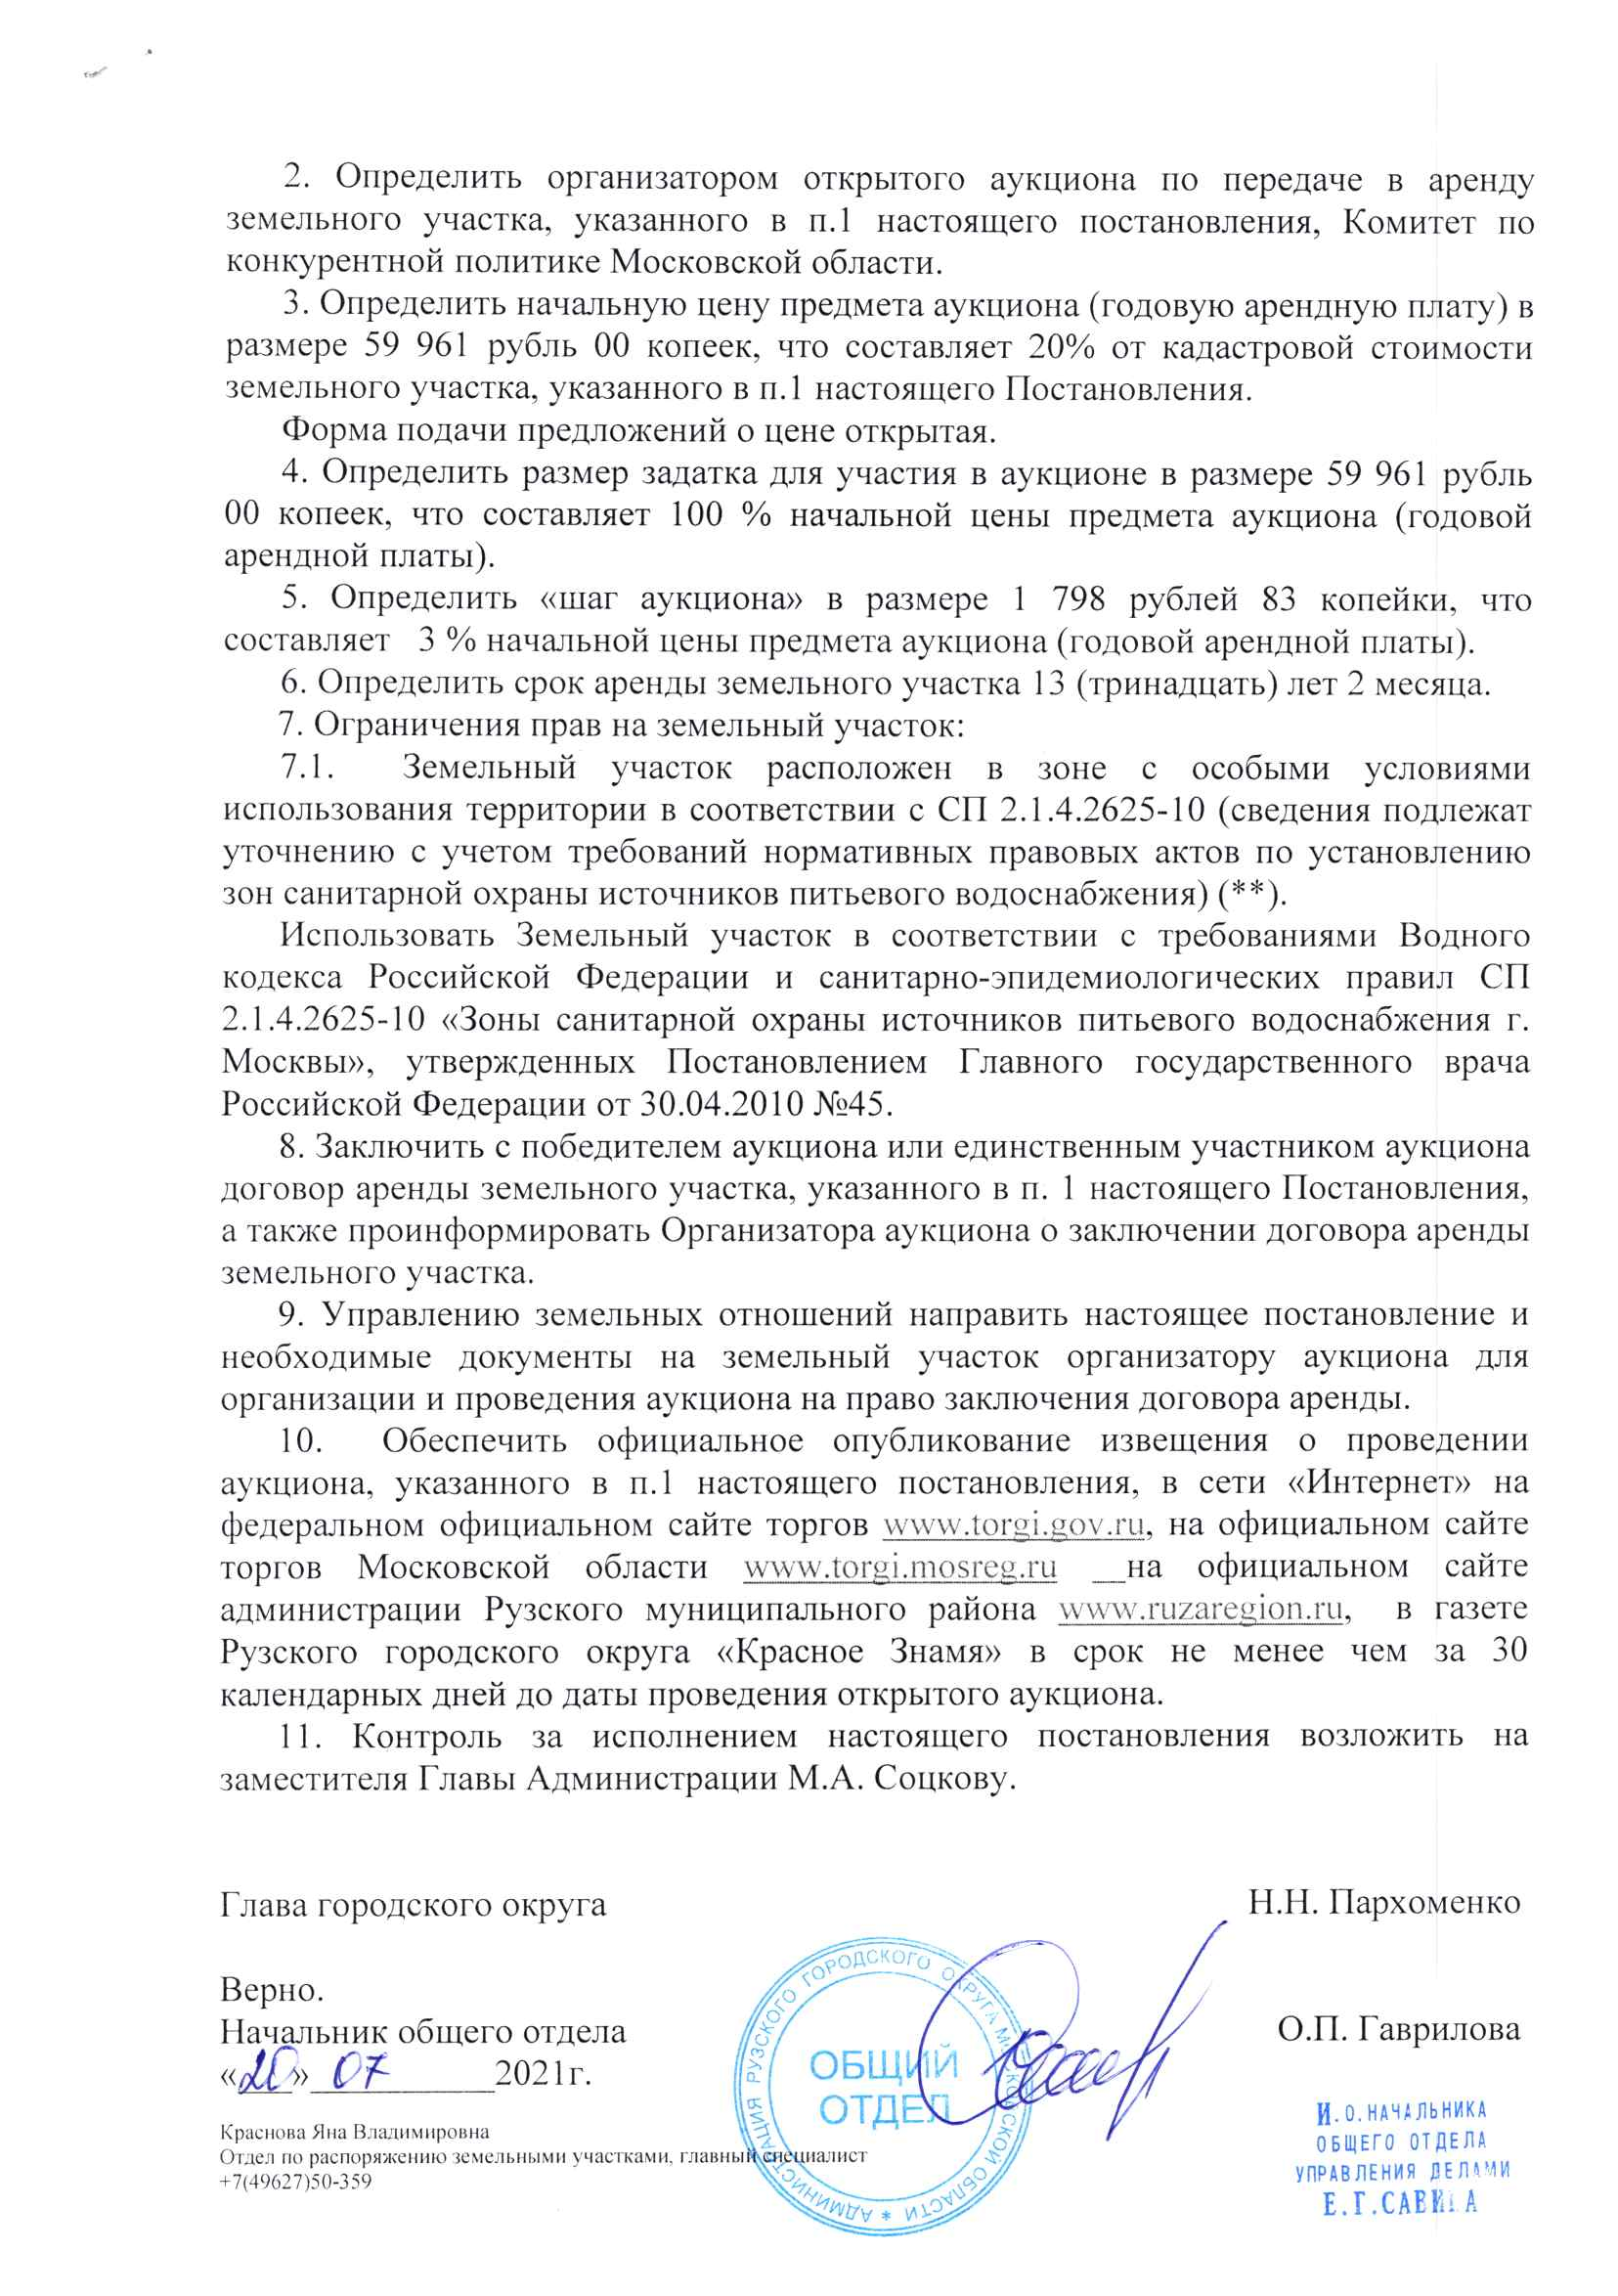 2. Определить организатором открытого аукциона по передаче в аренду
земельного участка, указанного в п.1 настоящего постановления, Комитет по
конкурентной политике Московской области.
3. Определить начальную цену предмета аукциона (годовую арендную плату) в
размере 59 961 рубль 00 копеек, что составляет 20% от кадастровой стоимости
земельного участка, указанного в п.1 настоящего Постановления.
Форма подачи предложений о цене открытая.
4. Определить размер задатка для участия в аукционе в размере 59 961 рубль
00 копеек, что составляет 100 % начальной цены предмета аукциона (годовой
арендной платы).
5. Определить «шаг аукциона» в размере 1 798 рублей 83 копейки, что
составляет 3 % начальной цены предмета аукциона (годовой арендной платы).
6. Определить срок аренды земельного участка 13 (тринадцать) лет 2 месяца.
7. Ограничения прав на земельный участок:
7.1. Земельный участок расположен в зоне с особыми условиями
использования территории в соответствии с СП 2.1.4.2625-10 (сведения подлежат
уточнению с учетом требований нормативных правовых актов по установлению
зон санитарной охраны источников питьевого водоснабжения) (**).
Использовать Земельный участок в соответствии с требованиями Водного
кодекса Российской Федерации и санитарно-эпидемиологических правил СП
2.1.4.2625-10 «Зоны санитарной охраны источников питьевого водоснабжения г.
Москвы», утвержденных Постановлением Главного государственного врача
Российской Федерации от 30.04.2010 №45.
8. Заключить с победителем аукциона или единственным участником аукциона
договор аренды земельного участка, указанного в п. 1 настоящего Постановления,
а также проинформировать Организатора аукциона о заключении договора аренды
земельного участка.
9. Управлению земельных отношений направить настоящее постановление и
необходимые документы на земельный участок организатору аукциона для
организации и проведения аукциона на право заключения договора аренды.
10. Обеспечить официальное опубликование извещения о проведении
аукциона, указанного в п.1 настоящего постановления, в сети «Интернет» на
федеральном официальном сайте торгов www.torgi.gov.ru, на официальном сайте
торгов Московской области www.torgi.mosreg.ru __на официальном сайте
администрации Рузского муниципального района www.ruzaregion.ru, в газете
Рузского городского округа «Красное Знамя» в срок не менее чем за 30
календарных дней до даты проведения открытого аукциона.
11. Контроль за исполнением настоящего постановления возложить на
заместителя Главы Администрации М.А. Соцкову.
Глава городского округа Н.Н. Пархоменко
Верно.
Начальник общего отдела О.П. Гаврилова
«20» 07 2021г.
АДМИНИСТРАЦИЯ РУЗСКОГО ГОРОДСКОГО ОКРУГА МОСКОВСКОЙ ОБЛАСТИ *
ОБЩИЙ
ОТДЕЛ
И.О.НАЧАЛЬНИКА
ОБЩЕГО ОТДЕЛА
УПРАВЛЕНИЯ ДЕЛАМИ
Е.Г.
Краснова Яна Владимировна
Отдел по распоряжению земельными участками, главный специалист
+7(49627)50-359